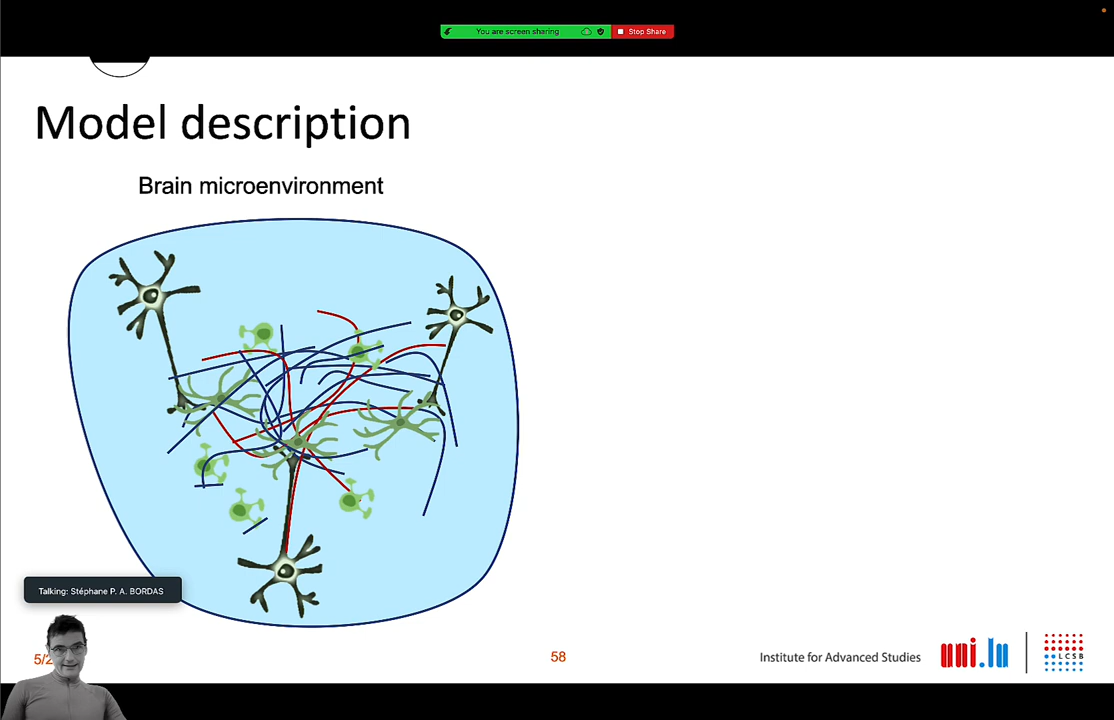 You are screen sharing
Stop Share
Model description
Brain microenvironment
Talking: Stéphane P. A. BORDAS
5/2
58
Institute for Advanced Studies
uni.lu
LCSB